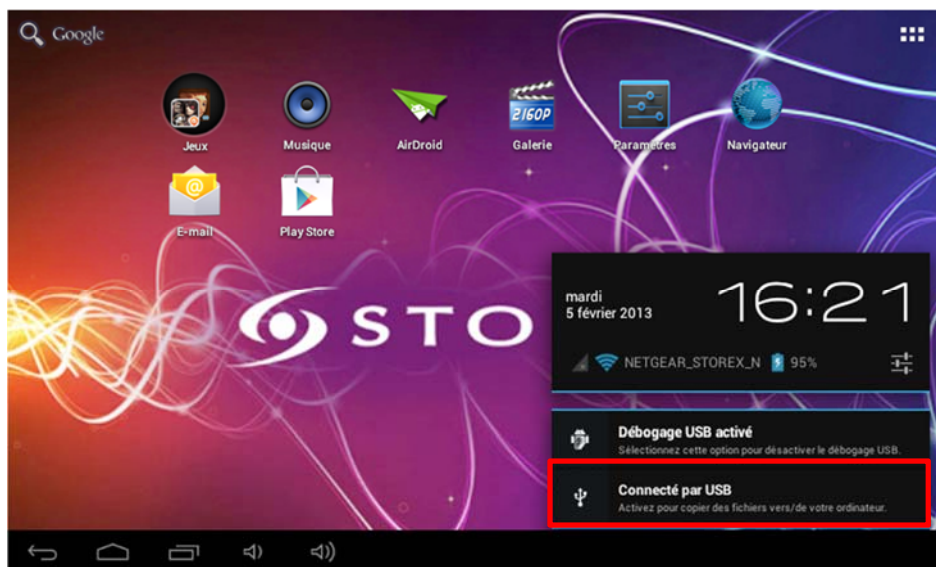 Google
2160P
Jeux
Musique
AirDroid
Galerie
Paramètres
Navigateur
@
E-mail
Play Store
STO
mardi
5 février 2013
16:21
NETGEAR_STOREX_N 95%
Débogage USB activé
Sélectionnez cette option pour désactiver le débogage USB.
Connecté par USB
Activez pour copier des fichiers vers/de votre ordinateur.